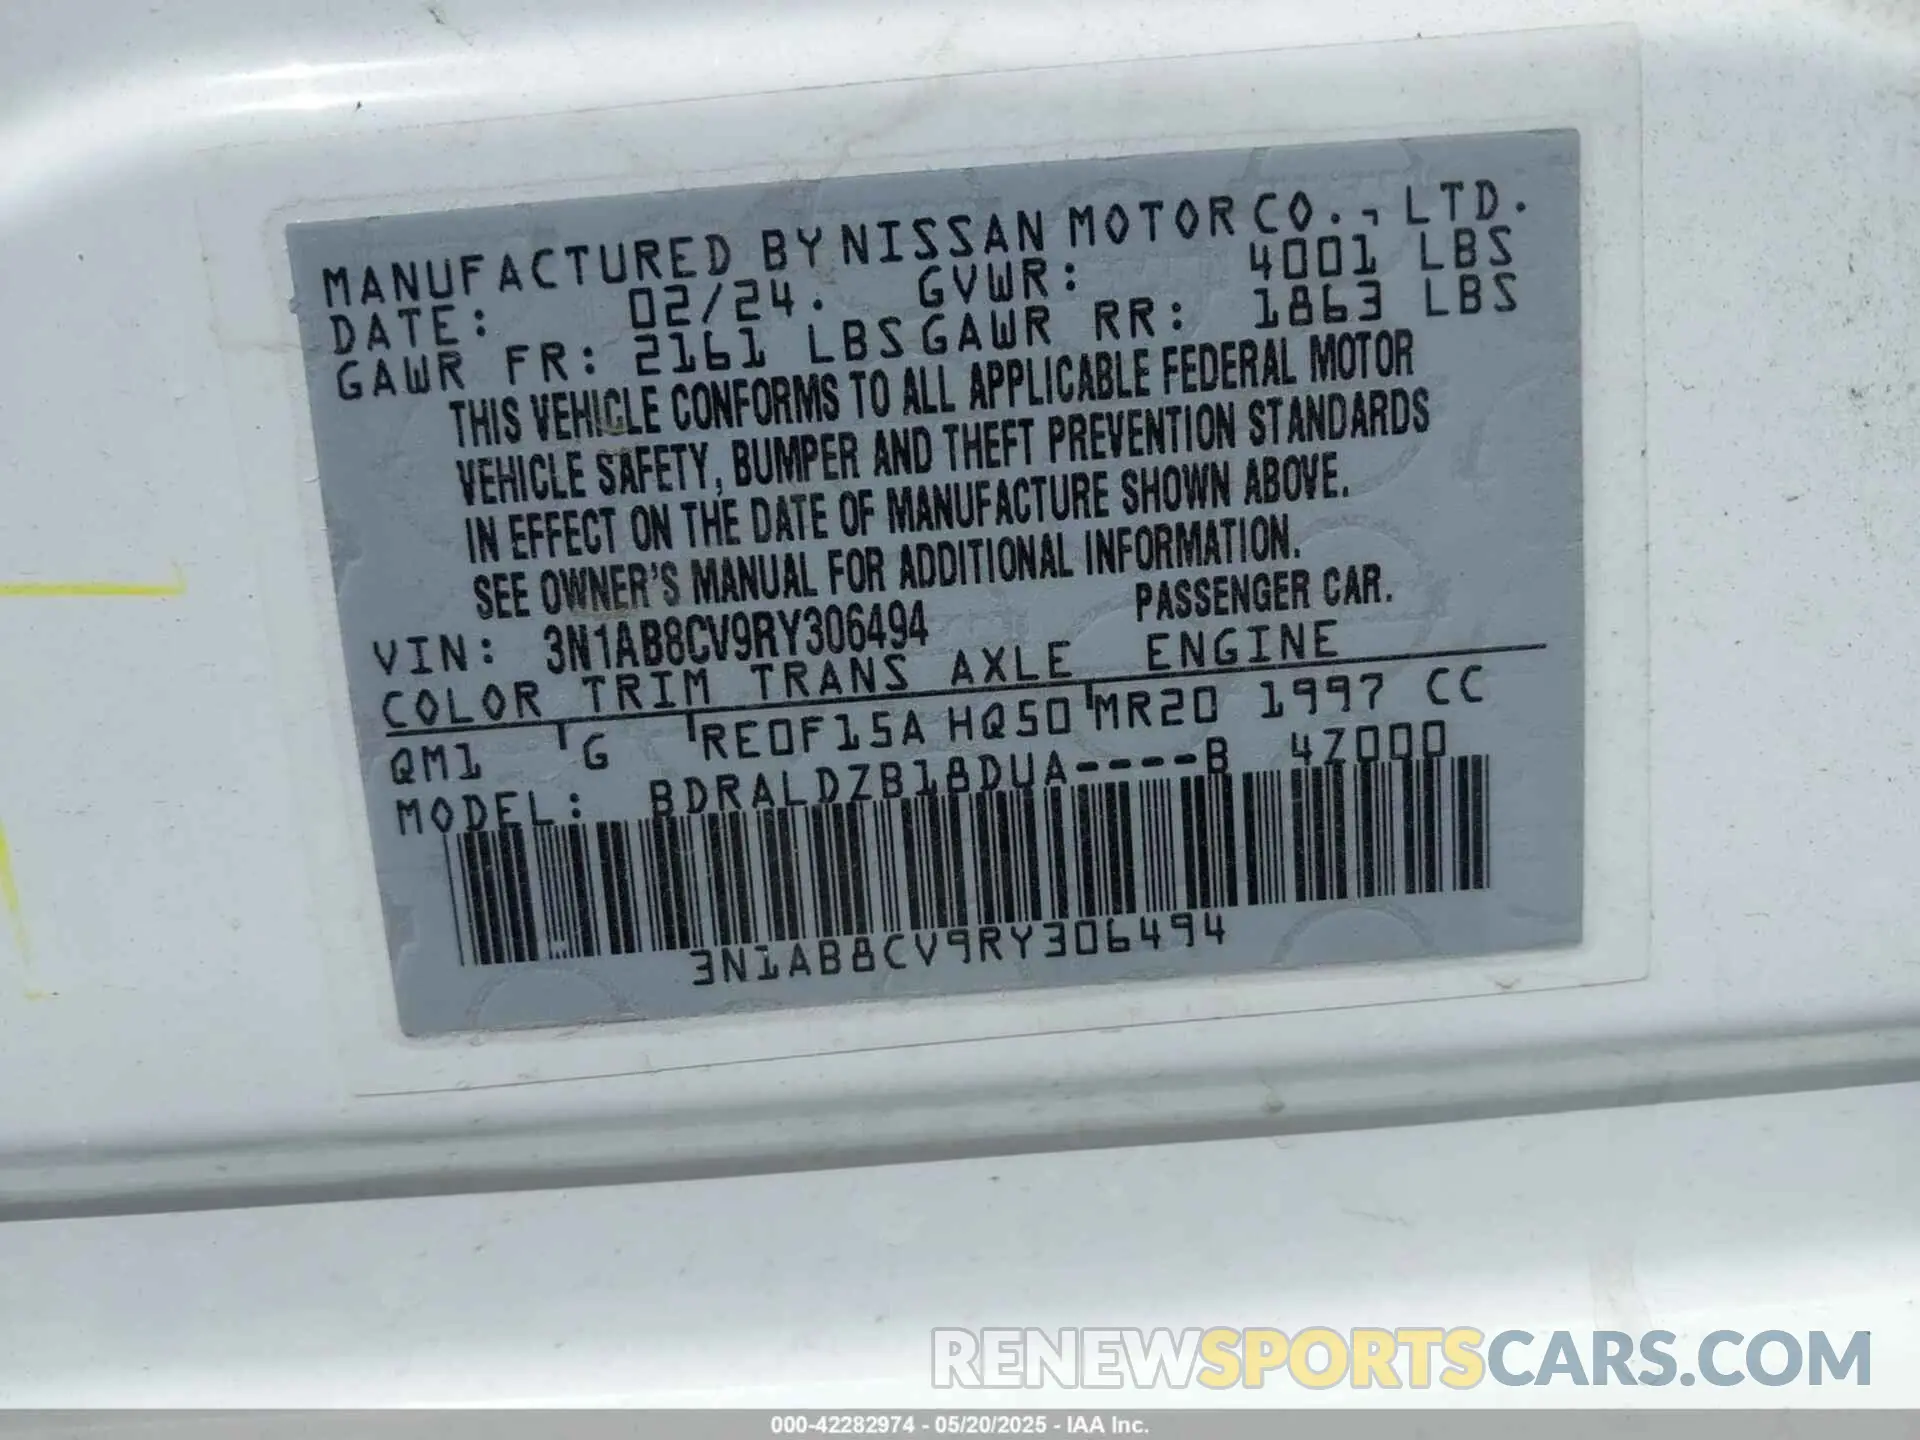 MANUFACTURED BY NISSAN MOTOR CO., LTD.
DATE: 02/24. GVWR: 4001 LBS
GAWR FR: 2161 LBS GAWR RR: 1863 LBS
THIS VEHICLE CONFORMS TO ALL APPLICABLE FEDERAL MOTOR
VEHICLE SAFETY, BUMPER AND THEFT PREVENTION STANDARDS
IN EFFECT ON THE DATE OF MANUFACTURE SHOWN ABOVE.
SEE OWNER'S MANUAL FOR ADDITIONAL INFORMATION.
VIN: 3N1AB8CV9RY306494 PASSENGER CAR.
COLOR TRIM TRANS AXLE ENGINE
QM1 G RE0F15A HQ50 MR20 1997 CC
MODEL: BDRALDZB18DUA----B 4Z000
3N1AB8CV9RY306494
RENEWSPORTSCARS.COM
000-42282974 - 05/20/2025 - IAA Inc.